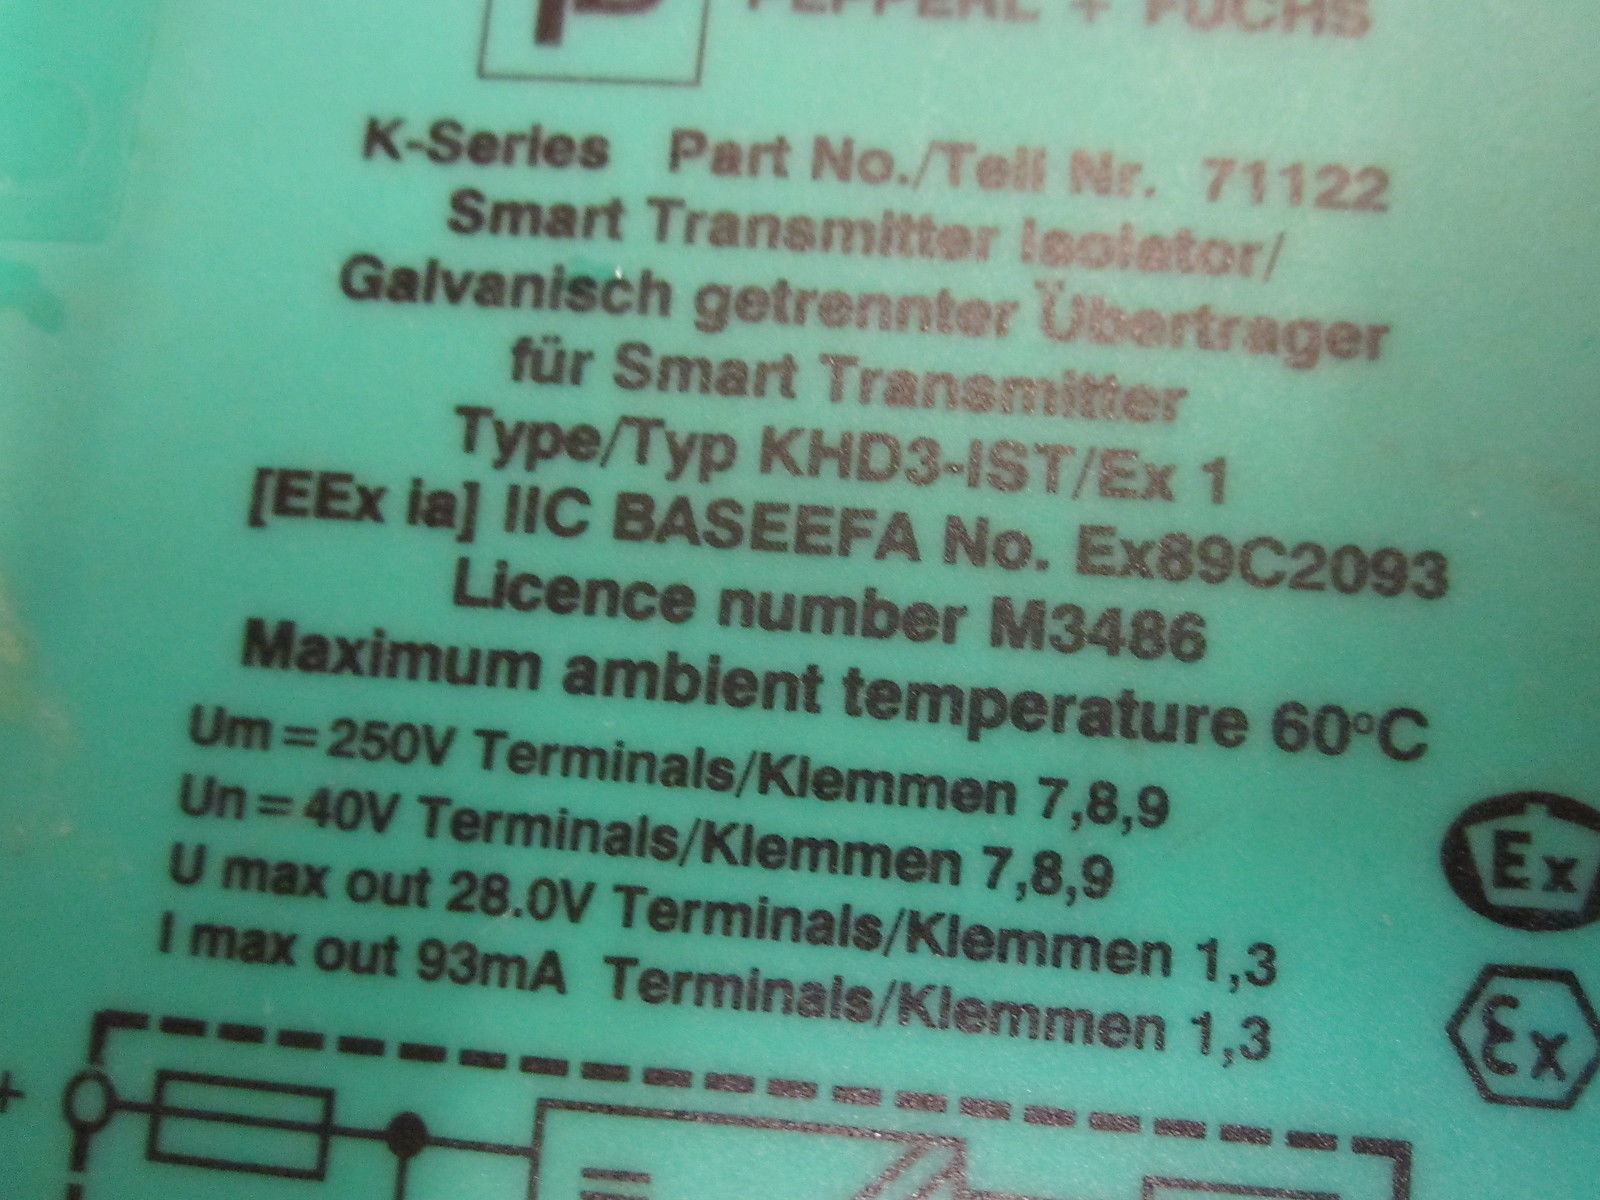 PEPPERL + FUCHS
K-Series Part No./Teil Nr. 71122
Smart Transmitter Isolator/
Galvanisch getrennter Übertrager
für Smart Transmitter
Type/Typ KHD3-IST/Ex 1
[EEx ia] IIC BASEEFA No. Ex89C2093
Licence number M3486
Maximum ambient temperature 60°C
Um = 250V Terminals/Klemmen 7,8,9
Un = 40V Terminals/Klemmen 7,8,9
U max out 28.0V Terminals/Klemmen 1,3
I max out 93mA Terminals/Klemmen 1,3
Ex
εx
+